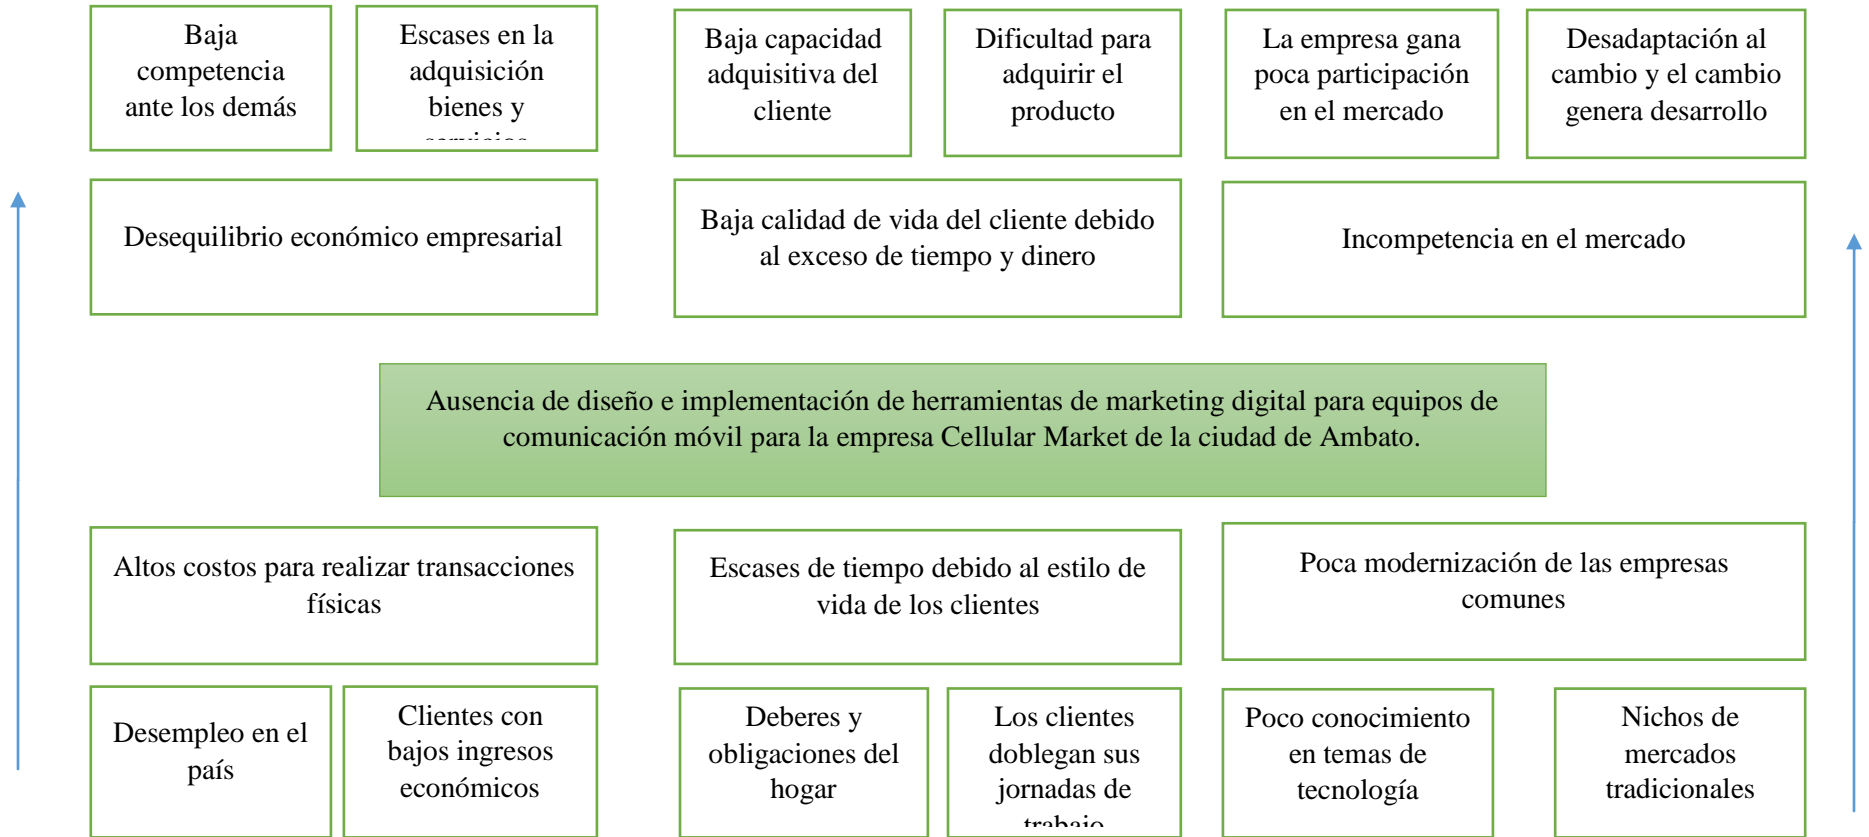 Baja
competencia
ante los demás
Escases en la
adquisición
bienes y
servicios
Baja capacidad
adquisitiva del
cliente
Dificultad para
adquirir el
producto
La empresa gana
poca participación
en el mercado
Desadaptación al
cambio y el cambio
genera desarrollo
Desequilibrio económico empresarial
Baja calidad de vida del cliente debido
al exceso de tiempo y dinero
Incompetencia en el mercado
Ausencia de diseño e implementación de herramientas de marketing digital para equipos de
comunicación móvil para la empresa Cellular Market de la ciudad de Ambato.
Altos costos para realizar transacciones
físicas
Escases de tiempo debido al estilo de
vida de los clientes
Poca modernización de las empresas
comunes
Desempleo en el
país
Clientes con
bajos ingresos
económicos
Deberes y
obligaciones del
hogar
Los clientes
doblegan sus
jornadas de
trabajo
Poco conocimiento
en temas de
tecnología
Nichos de
mercados
tradicionales